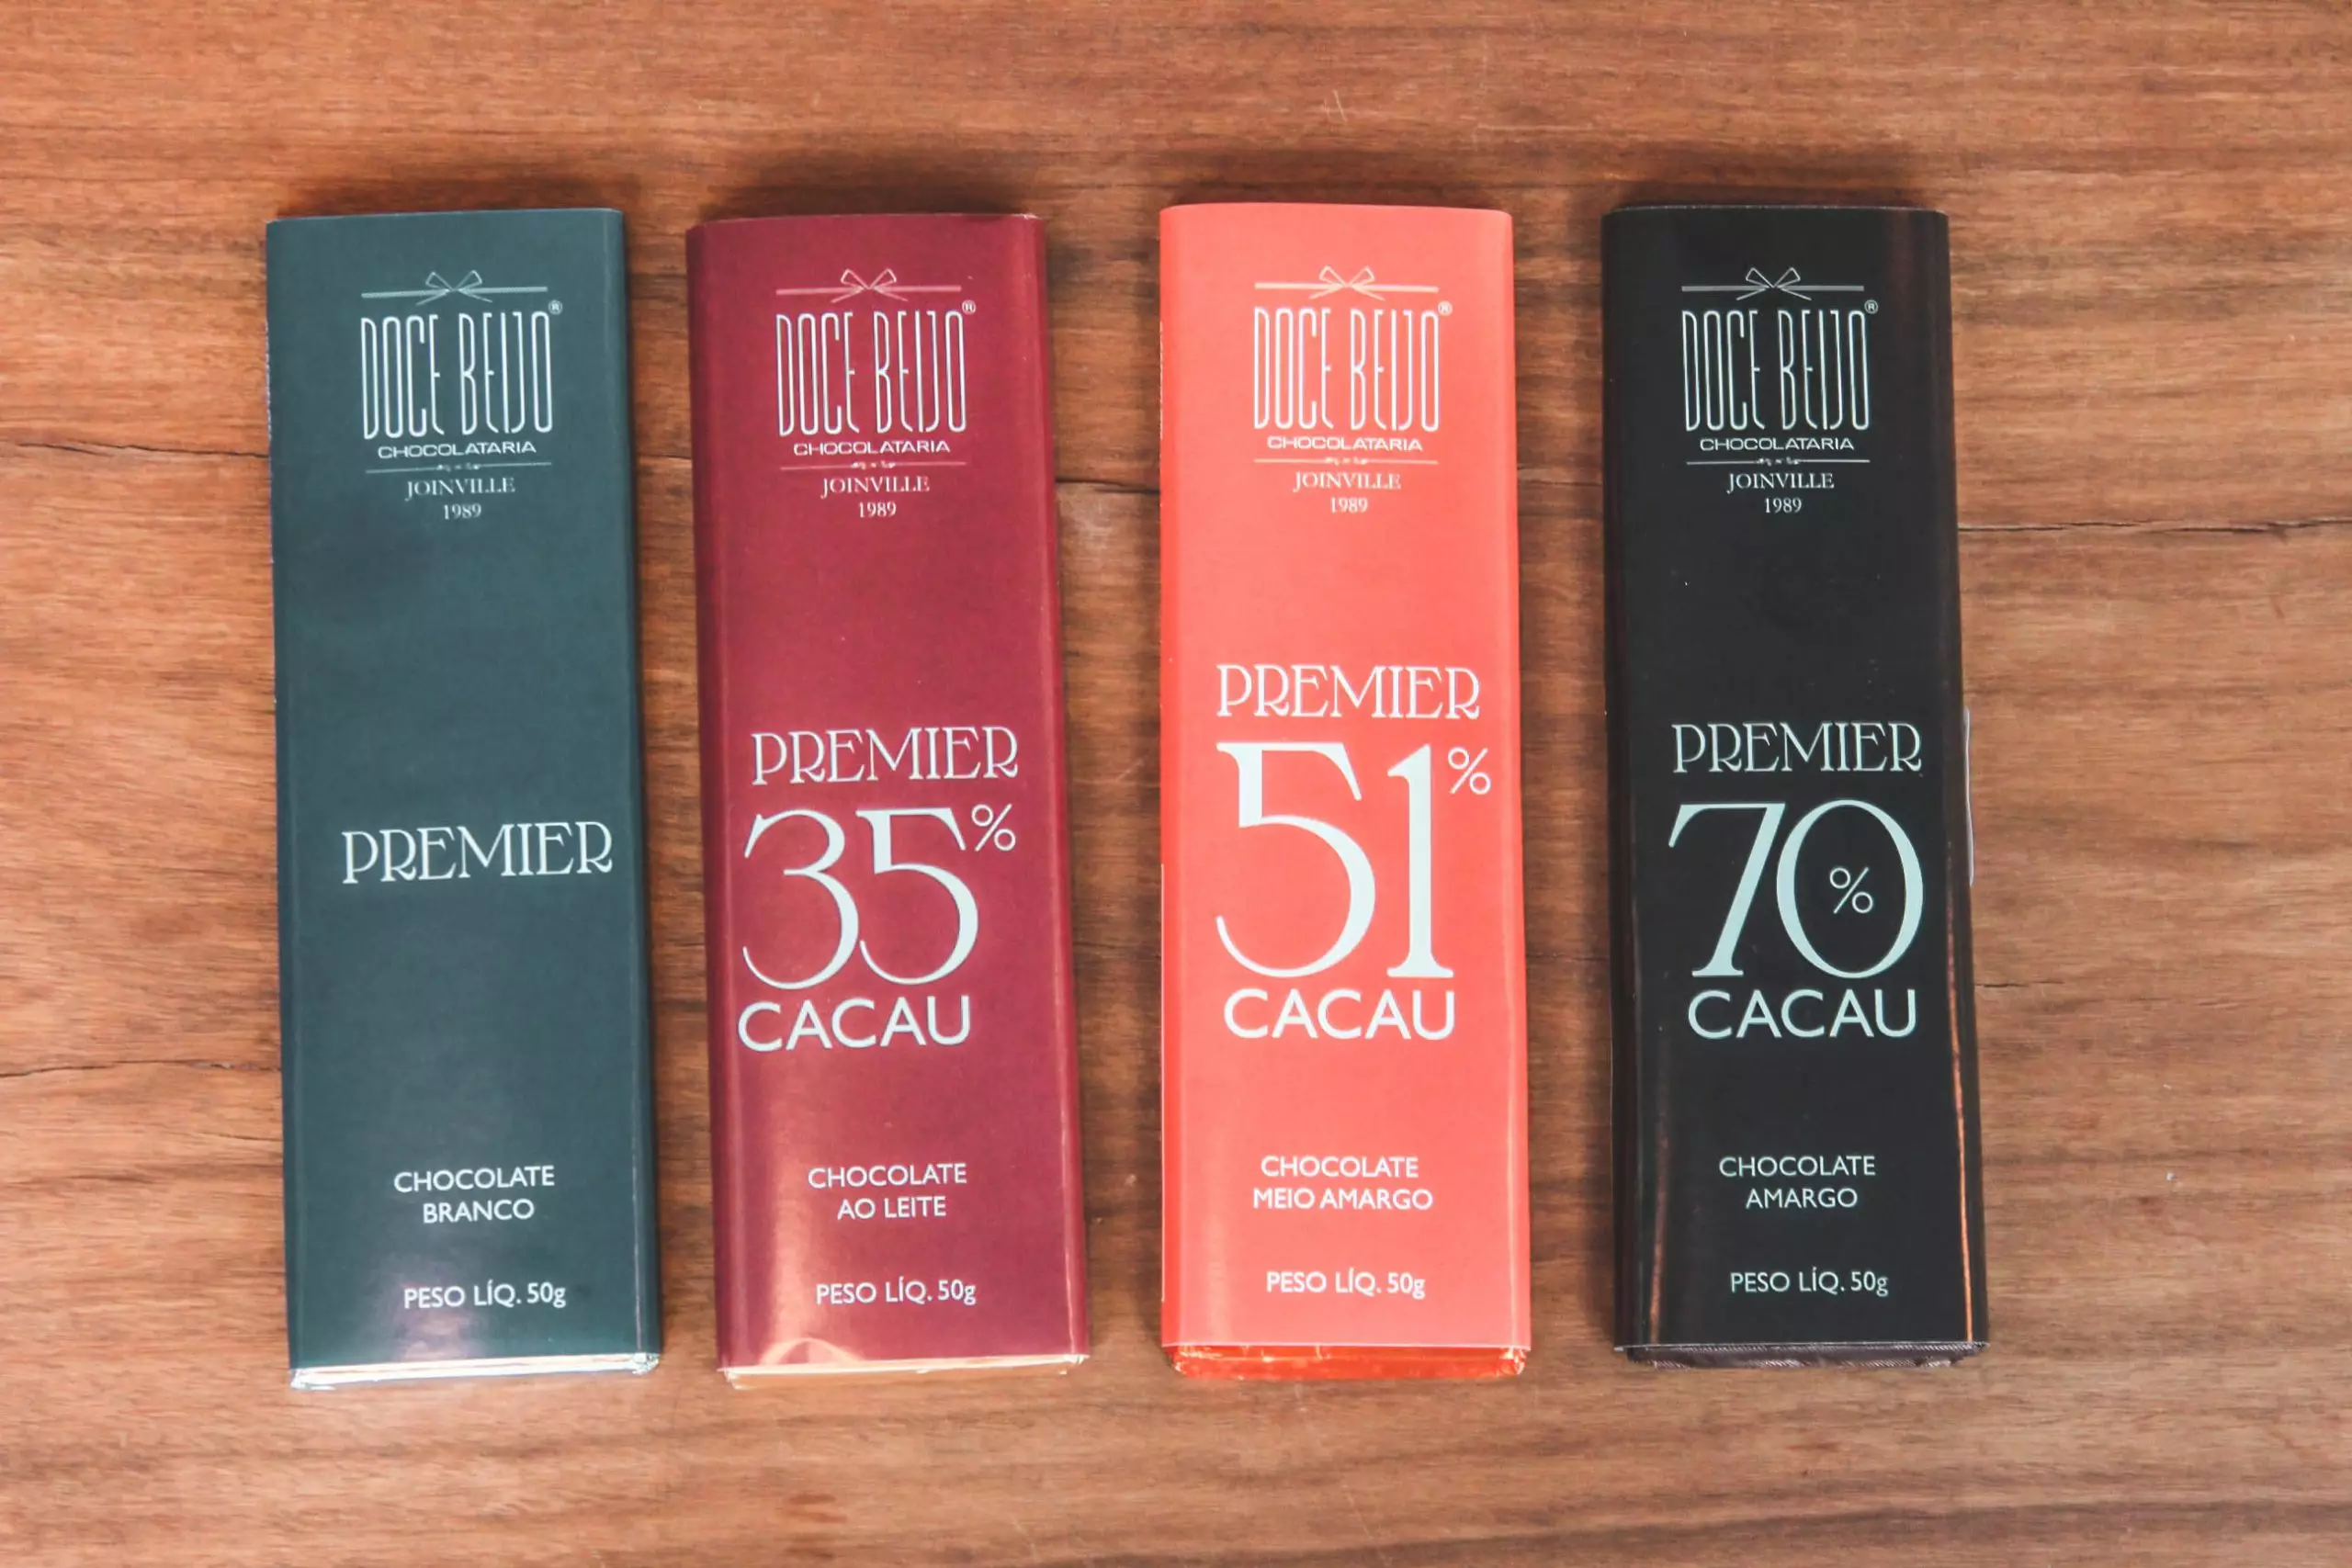 DOCE BEIJO®
CHOCOLATARIA
JOINVILLE
1989
PREMIER
CHOCOLATE
BRANCO
PESO LÍQ. 50g
DOCE BEIJO®
CHOCOLATARIA
JOINVILLE
1989
PREMIER
35%
CACAU
CHOCOLATE
AO LEITE
PESO LÍQ. 50g
DOCE BEIJO®
CHOCOLATARIA
JOINVILLE
1989
PREMIER
51%
CACAU
CHOCOLATE
MEIO AMARGO
PESO LÍQ. 50g
DOCE BEIJO®
CHOCOLATARIA
JOINVILLE
1989
PREMIER
70%
CACAU
CHOCOLATE
AMARGO
PESO LÍQ. 50g